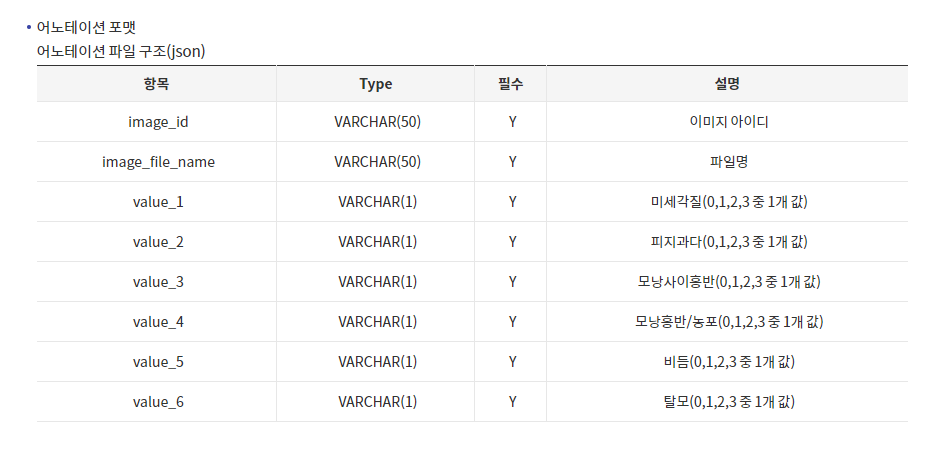 • 어노테이션 포맷
어노테이션 파일 구조(json)
항목 Type 필수 설명
image_id VARCHAR(50) Y 이미지 아이디
image_file_name VARCHAR(50) Y 파일명
value_1 VARCHAR(1) Y 미세각질(0,1,2,3 중 1개 값)
value_2 VARCHAR(1) Y 피지과다(0,1,2,3 중 1개 값)
value_3 VARCHAR(1) Y 모낭사이홍반(0,1,2,3 중 1개 값)
value_4 VARCHAR(1) Y 모낭홍반/농포(0,1,2,3 중 1개 값)
value_5 VARCHAR(1) Y 비듬(0,1,2,3 중 1개 값)
value_6 VARCHAR(1) Y 탈모(0,1,2,3 중 1개 값)